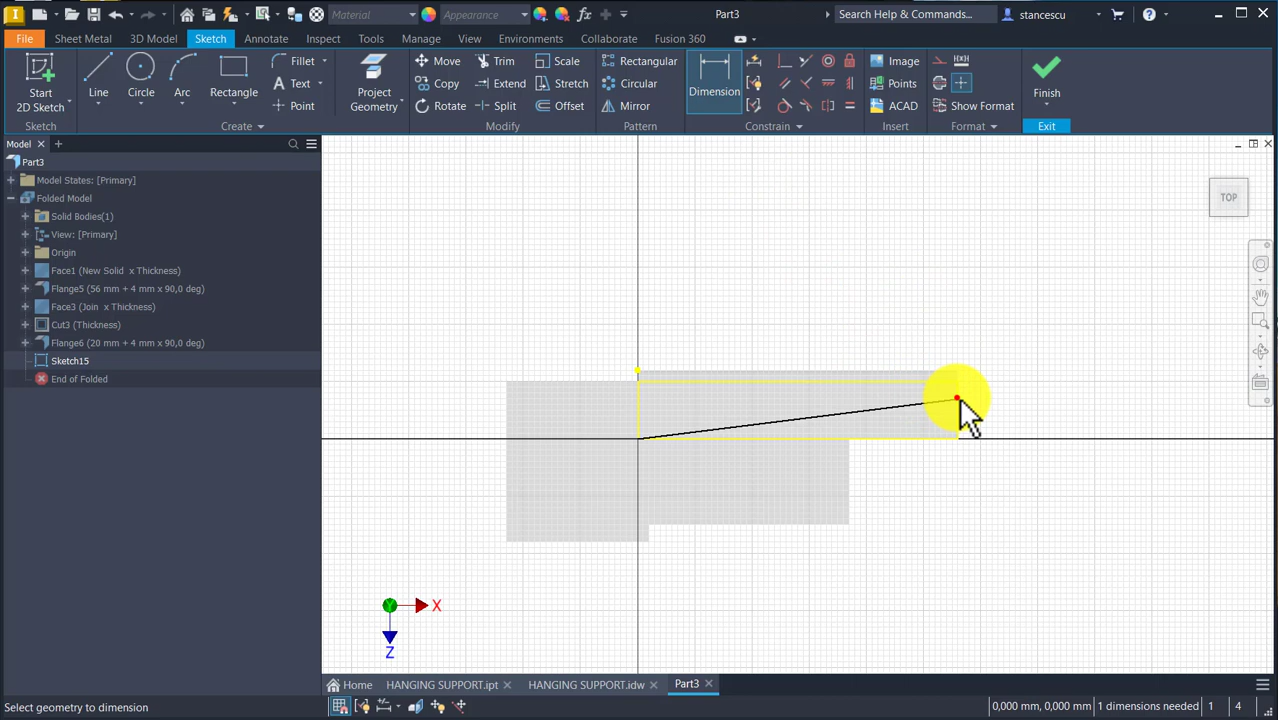 Material
Appearance
Part3
Search Help & Commands...
stancescu
File
Sheet Metal
3D Model
Sketch
Annotate
Inspect
Tools
Manage
View
Environments
Collaborate
Fusion 360
Start
2D Sketch
Line
Circle
Arc
Rectangle
Fillet
Text
Point
Project
Geometry
Move
Copy
Rotate
Trim
Extend
Split
Scale
Stretch
Offset
Rectangular
Circular
Mirror
Dimension
Image
Points
ACAD
Show Format
Finish
Sketch
Create
Modify
Pattern
Constrain
Insert
Format
Exit
Model
Part3
Model States: [Primary]
Folded Model
Solid Bodies(1)
View: [Primary]
Origin
Face1 (New Solid x Thickness)
Flange5 (56 mm + 4 mm x 90,0 deg)
Face3 (Join x Thickness)
Cut3 (Thickness)
Flange6 (20 mm + 4 mm x 90,0 deg)
Sketch15
End of Folded
TOP
X
Y
Z
Home
HANGING SUPPORT.ipt
HANGING SUPPORT.idw
Part3
Select geometry to dimension
0,000 mm, 0,000 mm
1 dimensions needed
1
4